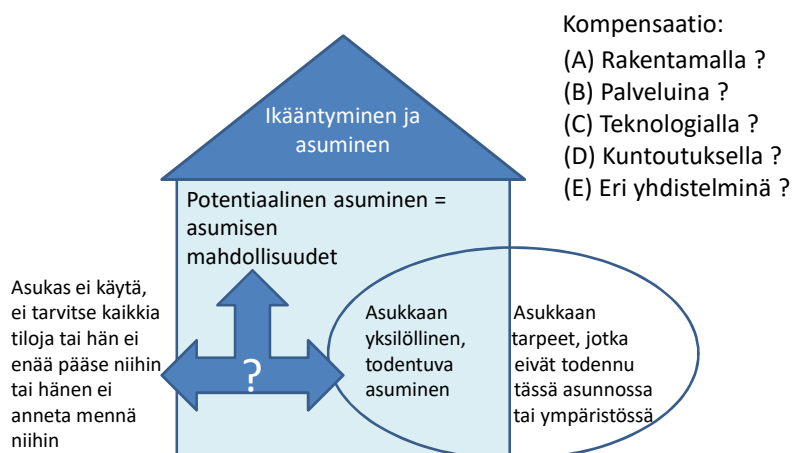 Kompensaatio:
(A) Rakentamalla ?
(B) Palveluina ?
(C) Teknologialla ?
(D) Kuntoutuksella ?
(E) Eri yhdistelminä ?
Ikääntyminen ja
asuminen
Potentiaalinen asuminen =
asumisen
mahdollisuudet
Asukas ei käytä,
ei tarvitse kaikkia
tiloja tai hän ei
enää pääse niihin
tai hänen ei
anneta mennä
niihin
?
Asukkaan
yksilöllinen,
todentuva
asuminen
Asukkaan
tarpeet, jotka
eivät todennu
tässä asunnossa
tai ympäristössä